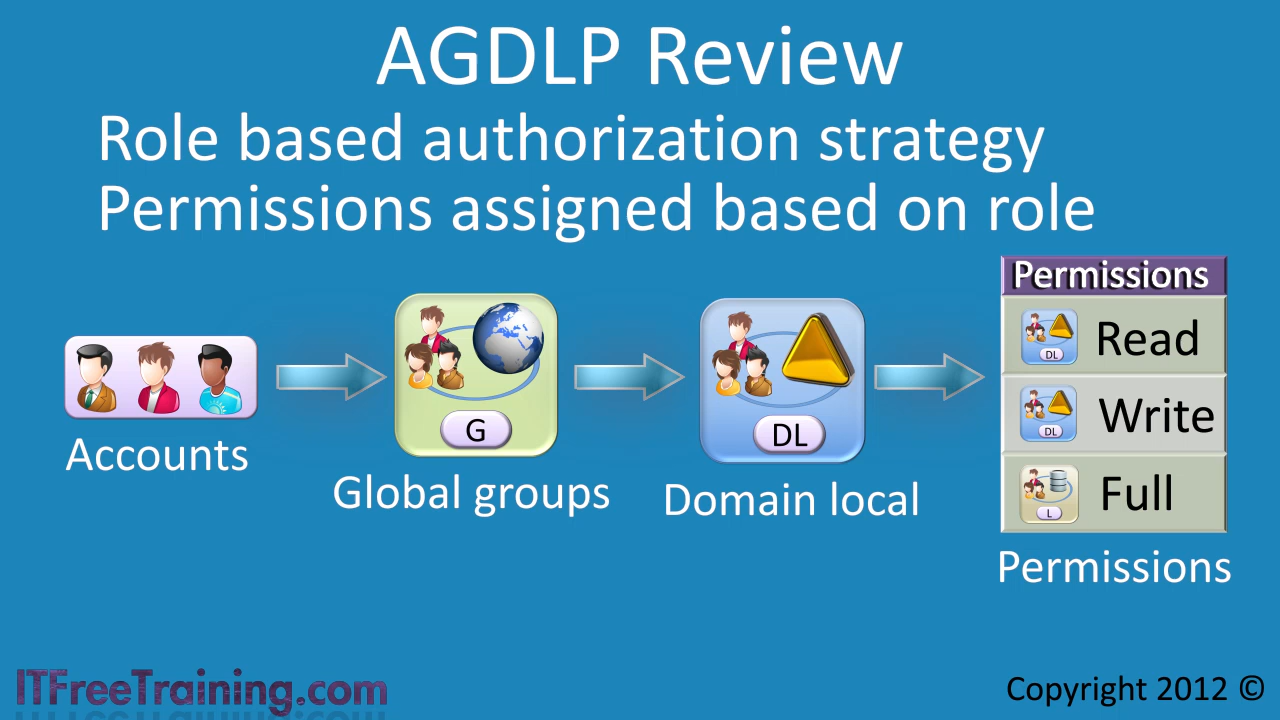 AGDLP Review
Role based authorization strategy
Permissions assigned based on role
Permissions
DL
Read
DL
Write
L
Full
G
DL
Accounts
Global groups
Domain local
Permissions
ITFreeTraining.com
Copyright 2012 ©